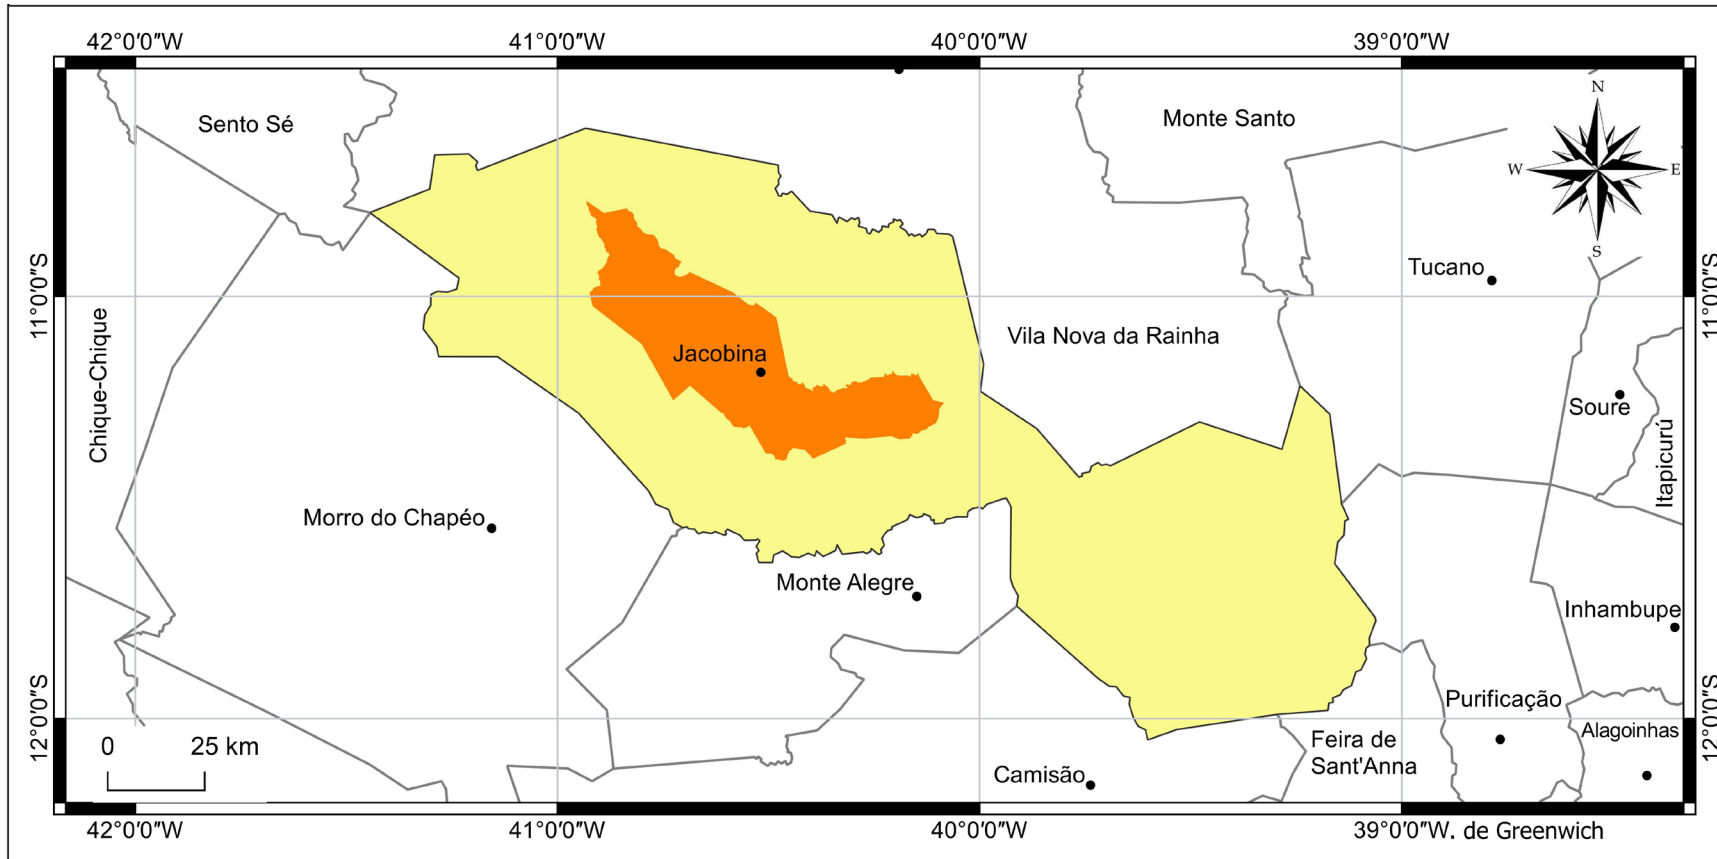 42°0′0″W 41°0′0″W 40°0′0″W 39°0′0″W
N
Sento Sé
Monte Santo
W E
S
Tucano
11°0′0″S
11°0′0″S
Vila Nova da Rainha
Chique-Chique
Jacobina
Soure
Itapicurú
Morro do Chapéo
Monte Alegre
Inhambupe
12°0′0″S
12°0′0″S
Purificação
Alagoinhas
0 25 km
Feira de
Sant'Anna
Camisão
42°0′0″W 41°0′0″W 40°0′0″W 39°0′0″W. de Greenwich